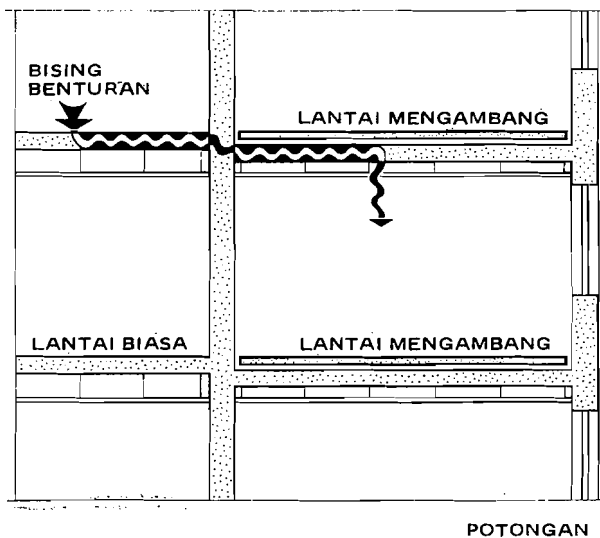 BISING
BENTURAN
LANTAI MENGAMBANG
LANTAI BIASA
LANTAI MENGAMBANG
POTONGAN